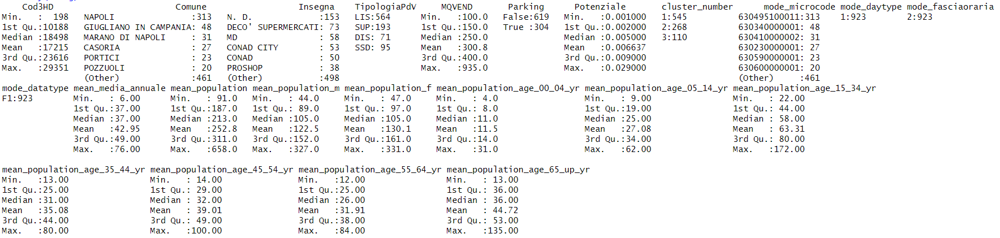 Cod3HD Comune Insegna TipologiaPdV MQVEND Parking Potenziale cluster_number mode_microcode mode_daytype mode_fasciaoraria
Min. : 198 NAPOLI :313 N. D. :153 LIS:564 Min. :100.0 False:619 Min. :0.001000 1:545 630495100011:313 1:923 2:923
1st Qu.:10188 GIUGLIANO IN CAMPANIA: 48 DECO' SUPERMERCATI: 73 SUP:193 1st Qu.:150.0 True :304 1st Qu.:0.002000 2:268 630340000001: 48
Median :18498 MARANO DI NAPOLI : 31 MD : 58 DIS: 71 Median :250.0 Median :0.005000 3:110 630410000002: 31
Mean :17215 CASORIA : 27 CONAD CITY : 53 SSD: 95 Mean :300.8 Mean :0.006637 630230000001: 27
3rd Qu.:23616 PORTICI : 23 CONAD : 50 3rd Qu.:400.0 3rd Qu.:0.009000 630590000001: 23
Max. :29351 POZZUOLI : 20 PROSHOP : 38 Max. :935.0 Max. :0.029000 630600000001: 20
(Other) :461 (Other) :498 (Other) :461
mode_datatype mean_media_annuale mean_population mean_population_m mean_population_f mean_population_age_00_04_yr mean_population_age_05_14_yr mean_population_age_15_34_yr
F1:923 Min. : 6.00 Min. : 91.0 Min. : 44.0 Min. : 47.0 Min. : 4.0 Min. : 9.00 Min. : 22.00
1st Qu.:37.00 1st Qu.:187.0 1st Qu.: 89.0 1st Qu.: 97.0 1st Qu.: 8.0 1st Qu.:19.00 1st Qu.: 44.00
Median :37.00 Median :213.0 Median :105.0 Median :105.0 Median :11.0 Median :25.00 Median : 58.00
Mean :42.95 Mean :252.8 Mean :122.5 Mean :130.1 Mean :11.5 Mean :27.08 Mean : 63.31
3rd Qu.:49.00 3rd Qu.:311.0 3rd Qu.:152.0 3rd Qu.:161.0 3rd Qu.:14.0 3rd Qu.:34.00 3rd Qu.: 80.00
Max. :76.00 Max. :658.0 Max. :327.0 Max. :331.0 Max. :31.0 Max. :62.00 Max. :172.00
mean_population_age_35_44_yr mean_population_age_45_54_yr mean_population_age_55_64_yr mean_population_age_65_up_yr
Min. :13.00 Min. : 14.00 Min. :12.00 Min. : 13.00
1st Qu.:25.00 1st Qu.: 29.00 1st Qu.:25.00 1st Qu.: 36.00
Median :31.00 Median : 32.00 Median :26.00 Median : 36.00
Mean :35.08 Mean : 39.01 Mean :31.91 Mean : 44.72
3rd Qu.:44.00 3rd Qu.: 49.00 3rd Qu.:38.00 3rd Qu.: 53.00
Max. :80.00 Max. :100.00 Max. :84.00 Max. :135.00